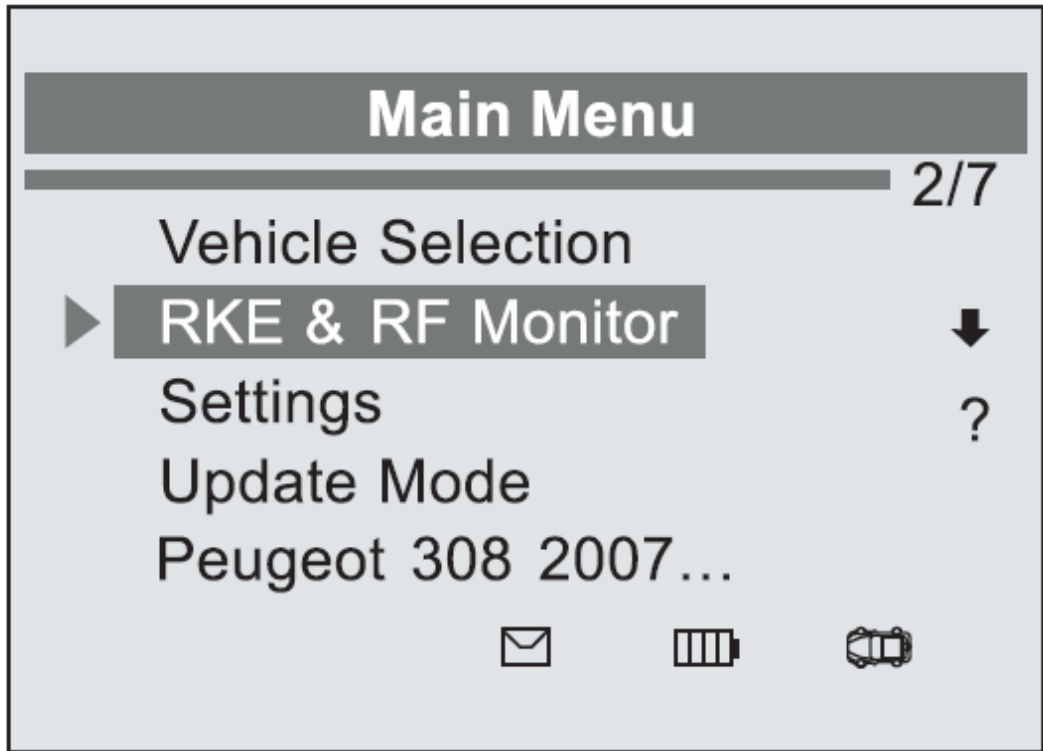 Main Menu
2/7
Vehicle Selection
RKE & RF Monitor
Settings
?
Update Mode
Peugeot 308 2007...